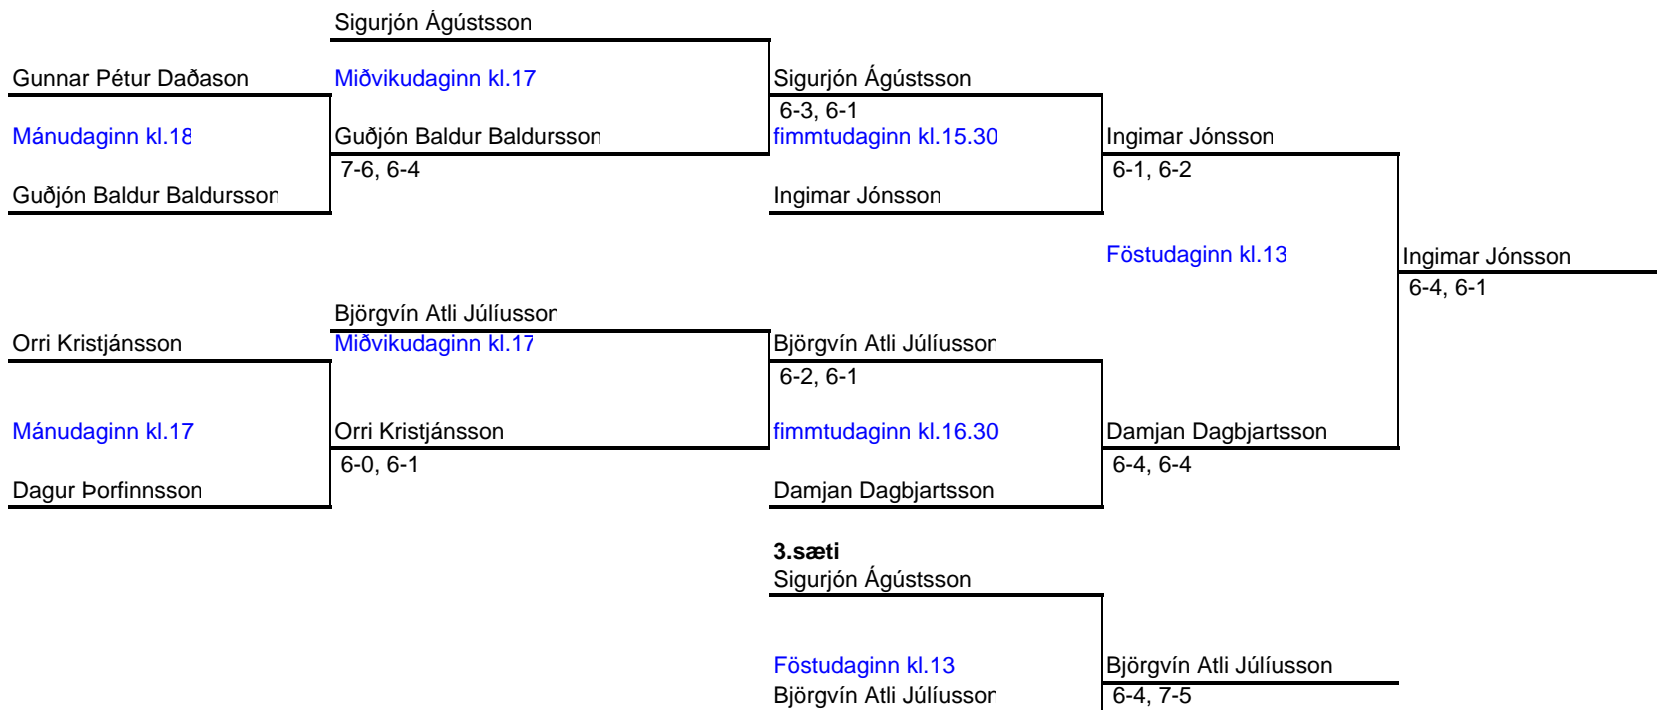 Sigurjón Ágústsson
Gunnar Pétur Daðason
Miðvikudaginn kl.17
Sigurjón Ágústsson
6-3, 6-1
Mánudaginn kl.18
Guðjón Baldur Baldursson
fimmtudaginn kl.15.30
Ingimar Jónsson
7-6, 6-4
6-1, 6-2
Guðjón Baldur Baldursson
Ingimar Jónsson
Föstudaginn kl.13
Ingimar Jónsson
6-4, 6-1
Björgvín Atli Júlíusson
Orri Kristjánsson
Miðvikudaginn kl.17
Björgvín Atli Júlíusson
6-2, 6-1
Mánudaginn kl.17
Orri Kristjánsson
fimmtudaginn kl.16.30
Damjan Dagbjartsson
6-0, 6-1
6-4, 6-4
Dagur Þorfinnsson
Damjan Dagbjartsson
3.sæti
Sigurjón Ágústsson
Föstudaginn kl.13
Björgvín Atli Júlíusson
Björgvín Atli Júlíusson
6-4, 7-5